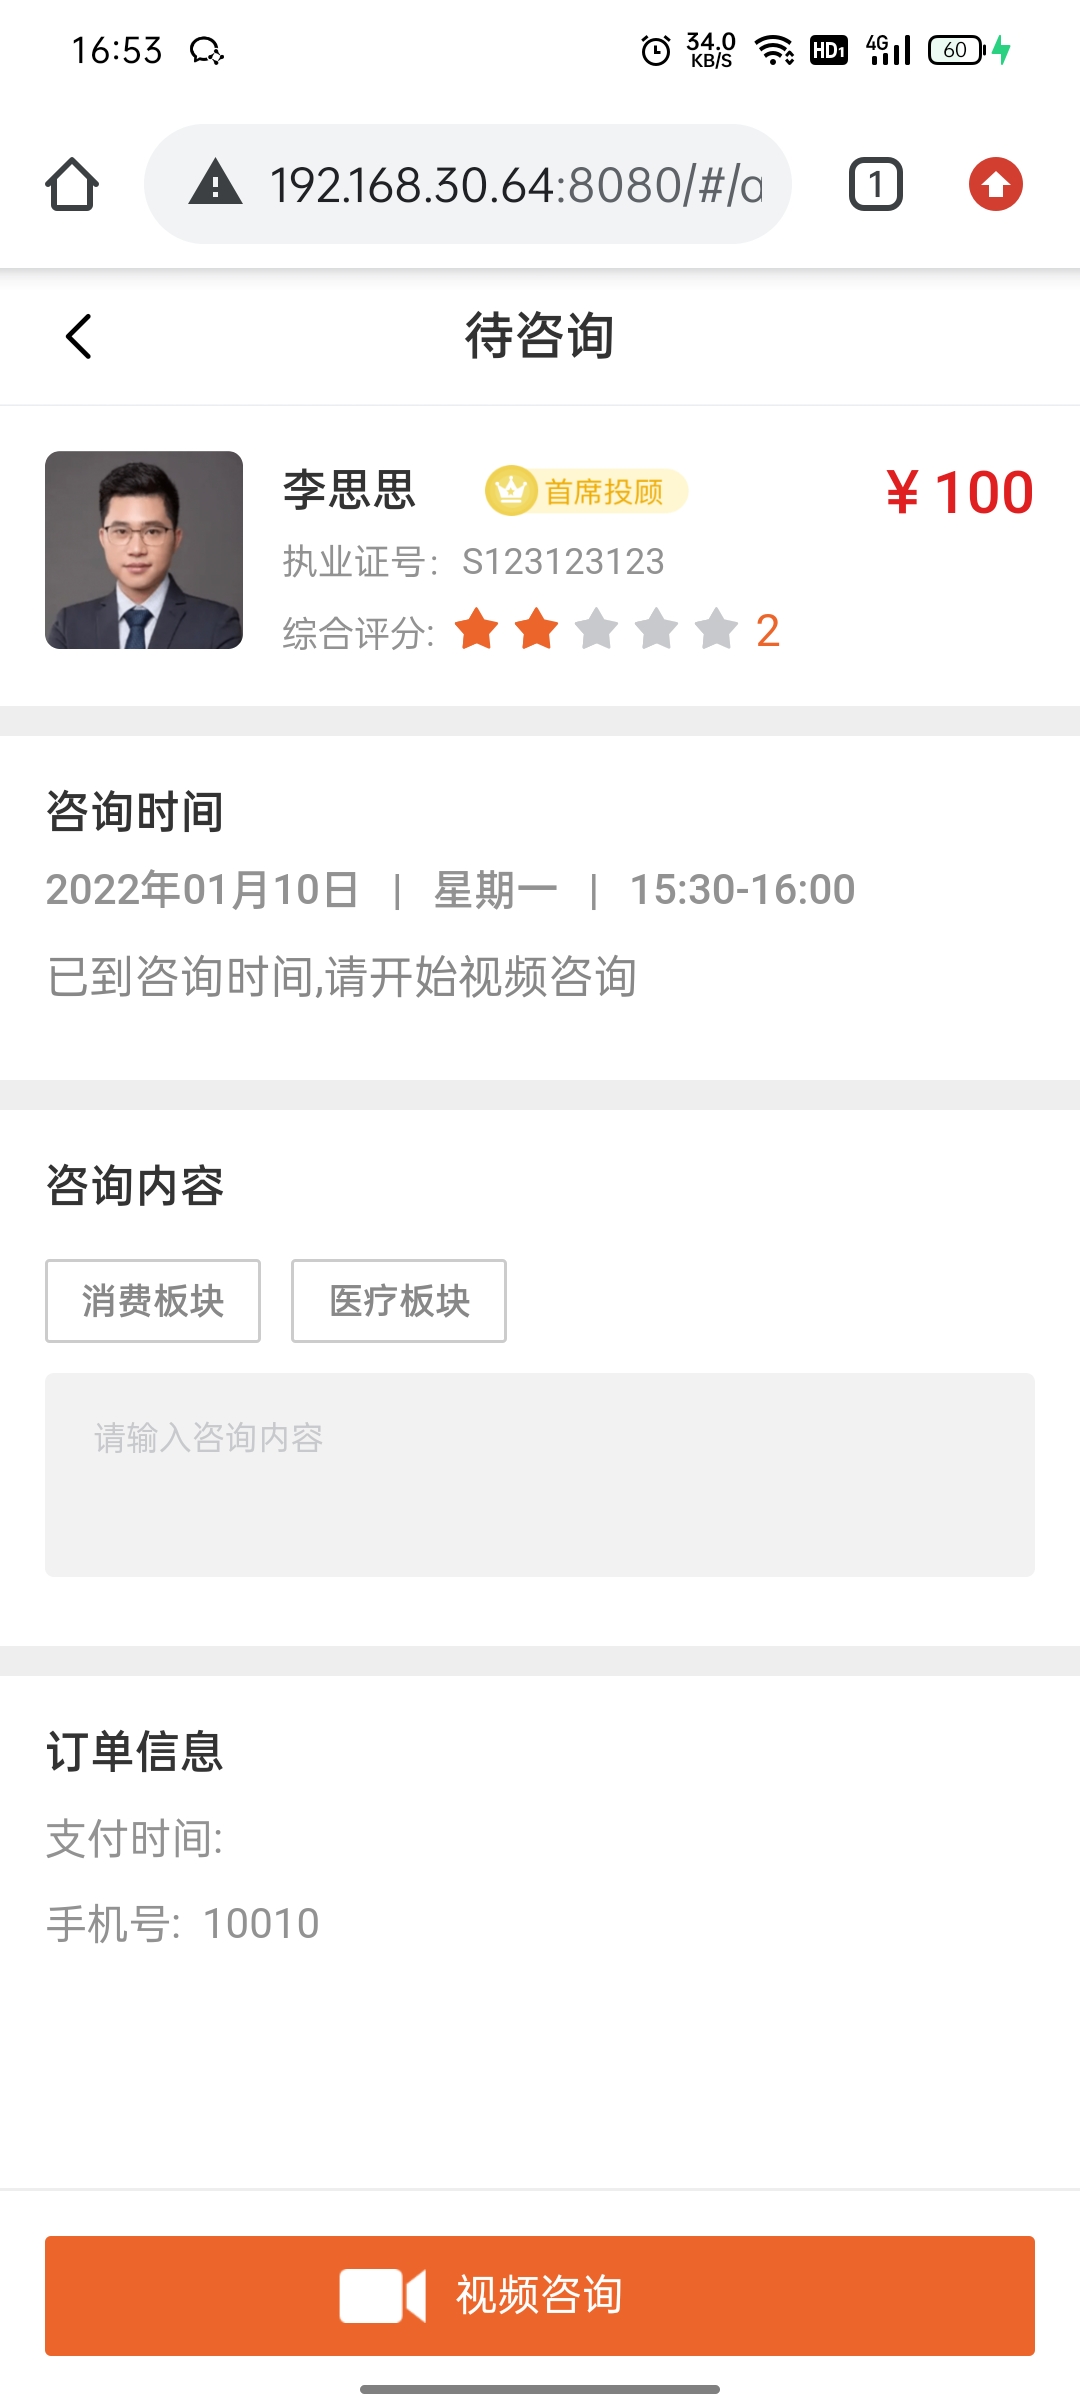 16:53 34.0 KB/S HD1 4G 60
192.168.30.64:8080/#/
1
待咨询
李思思 首席投顾 ¥ 100
执业证号： S123123123
综合评分: 2
咨询时间
2022年01月10日 | 星期一 | 15:30-16:00
已到咨询时间,请开始视频咨询
咨询内容
消费板块 医疗板块
请输入咨询内容
订单信息
支付时间:
手机号: 10010
视频咨询